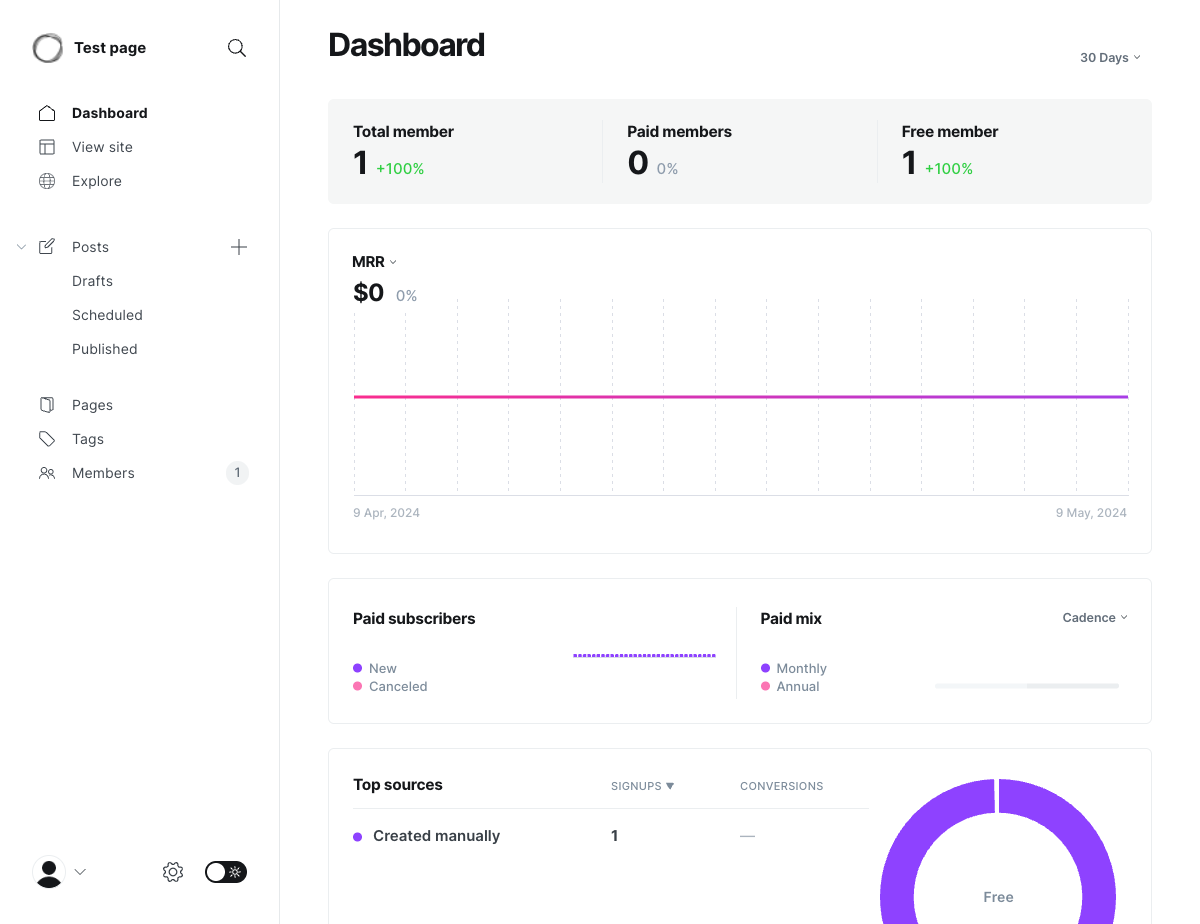 Test page
Dashboard
View site
Explore
Posts
Drafts
Scheduled
Published
Pages
Tags
Members 1
Dashboard
30 Days
Total member
1 +100%
Paid members
0 0%
Free member
1 +100%
MRR
$0 0%
9 Apr, 2024 9 May, 2024
Paid subscribers
New
Canceled
Paid mix Cadence
Monthly
Annual
Top sources SIGNUPS ▼ CONVERSIONS
Created manually 1 —
Free